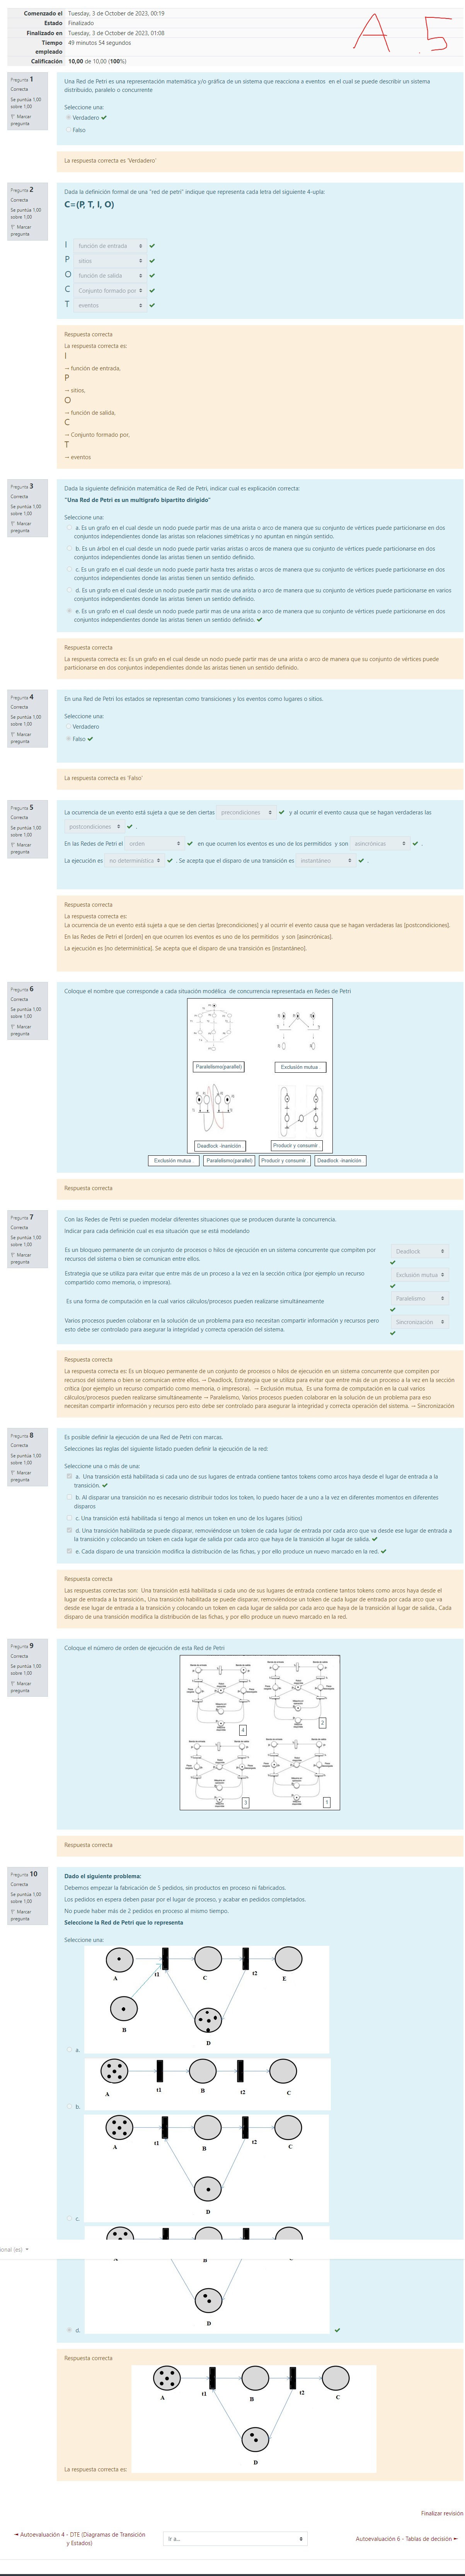 Comenzado el Tuesday, 3 de October de 2023, 00:19
A.5
Estado Finalizado
Finalizado en Tuesday, 3 de October de 2023, 01:08
Tiempo empleado 49 minutos 54 segundos
Calificación 10,00 de 10,00 (100%)
Pregunta 1
Correcta
Se puntúa 1,00
sobre 1,00
Marcar
pregunta
Una Red de Petri es una representación matemática y/o gráfica de un sistema que reacciona a eventos en el cual se puede describir un sistema
distribuido, paralelo o concurrente
Seleccione una:
Verdadero
Falso
La respuesta correcta es 'Verdadero'
Pregunta 2
Correcta
Se puntúa 1,00
sobre 1,00
Marcar
pregunta
Dada la definición formal de una "red de petri" indique que representa cada letra del siguiente 4-upla:
C=(P, T, I, O)
I función de entrada
P sitios
O función de salida
C Conjunto formado por
T eventos
Respuesta correcta
La respuesta correcta es:
I
→ función de entrada,
P
→ sitios,
O
→ función de salida,
C
→ Conjunto formado por,
T
→ eventos
Pregunta 3
Correcta
Se puntúa 1,00
sobre 1,00
Marcar
pregunta
Dada la siguiente definición matemática de Red de Petri, indicar cual es explicación correcta:
"Una Red de Petri es un multigrafo bipartito dirigido"
Seleccione una:
a. Es un grafo en el cual desde un nodo puede partir mas de una arista o arco de manera que su conjunto de vértices puede particionarse en dos
conjuntos independientes donde las aristas son relaciones simétricas y no apuntan en ningún sentido.
b. Es un árbol en el cual desde un nodo puede partir varias aristas o arcos de manera que su conjunto de vértices puede particionarse en dos
conjuntos independientes donde las aristas tienen un sentido definido.
c. Es un grafo en el cual desde un nodo puede partir hasta tres aristas o arcos de manera que su conjunto de vértices puede particionarse en dos
conjuntos independientes donde las aristas tienen un sentido definido.
d. Es un grafo en el cual desde un nodo puede partir mas de una arista o arco de manera que su conjunto de vértices puede particionarse en varios
conjuntos independientes donde las aristas tienen un sentido definido.
e. Es un grafo en el cual desde un nodo puede partir mas de una arista o arco de manera que su conjunto de vértices puede particionarse en dos
conjuntos independientes donde las aristas tienen un sentido definido.
Respuesta correcta
La respuesta correcta es: Es un grafo en el cual desde un nodo puede partir mas de una arista o arco de manera que su conjunto de vértices puede
particionarse en dos conjuntos independientes donde las aristas tienen un sentido definido.
Pregunta 4
Correcta
Se puntúa 1,00
sobre 1,00
Marcar
pregunta
En una Red de Petri los estados se representan como transiciones y los eventos como lugares o sitios.
Seleccione una:
Verdadero
Falso
La respuesta correcta es 'Falso'
Pregunta 5
Correcta
Se puntúa 1,00
sobre 1,00
Marcar
pregunta
La ocurrencia de un evento está sujeta a que se den ciertas precondiciones y al ocurrir el evento causa que se hagan verdaderas las
postcondiciones .
En las Redes de Petri el orden en que ocurren los eventos es uno de los permitidos y son asincrónicas .
La ejecución es no determinística . Se acepta que el disparo de una transición es instantáneo .
Respuesta correcta
La respuesta correcta es:
La ocurrencia de un evento está sujeta a que se den ciertas [precondiciones] y al ocurrir el evento causa que se hagan verdaderas las [postcondiciones].
En las Redes de Petri el [orden] en que ocurren los eventos es uno de los permitidos y son [asincrónicas].
La ejecución es [no determinística]. Se acepta que el disparo de una transición es [instantáneo].
Pregunta 6
Correcta
Se puntúa 1,00
sobre 1,00
Marcar
pregunta
Coloque el nombre que corresponde a cada situación modélica de concurrencia representada en Redes de Petri
Paralelismo(parallel) Exclusión mutua
Deadlock -inanición Producir y consumir
Exclusión mutua Paralelismo(parallel) Producir y consumir Deadlock -inanición
Respuesta correcta
Pregunta 7
Correcta
Se puntúa 1,00
sobre 1,00
Marcar
pregunta
Con las Redes de Petri se pueden modelar diferentes situaciones que se producen durante la concurrencia.
Indicar para cada definición cual es esa situación que se está modelando
Es un bloqueo permanente de un conjunto de procesos o hilos de ejecución en un sistema concurrente que compiten por
recursos del sistema o bien se comunican entre ellos.
Deadlock
Estrategia que se utiliza para evitar que entre más de un proceso a la vez en la sección crítica (por ejemplo un recurso
compartido como memoria, o impresora).
Exclusión mutua
Es una forma de computación en la cual varios cálculos/procesos pueden realizarse simultáneamente
Paralelismo
Varios procesos pueden colaborar en la solución de un problema para eso necesitan compartir información y recursos pero
esto debe ser controlado para asegurar la integridad y correcta operación del sistema.
Sincronización
Respuesta correcta
La respuesta correcta es: Es un bloqueo permanente de un conjunto de procesos o hilos de ejecución en un sistema concurrente que compiten por
recursos del sistema o bien se comunican entre ellos. → Deadlock, Estrategia que se utiliza para evitar que entre más de un proceso a la vez en la sección
crítica (por ejemplo un recurso compartido como memoria, o impresora). → Exclusión mutua, Es una forma de computación en la cual varios
cálculos/procesos pueden realizarse simultáneamente → Paralelismo, Varios procesos pueden colaborar en la solución de un problema para eso
necesitan compartir información y recursos pero esto debe ser controlado para asegurar la integridad y correcta operación del sistema. → Sincronización
Pregunta 8
Correcta
Se puntúa 1,00
sobre 1,00
Marcar
pregunta
Es posible definir la ejecución de una Red de Petri con marcas.
Selecciones las reglas del siguiente listado pueden definir la ejecución de la red:
Seleccione una o más de una:
a. Una transición está habilitada si cada uno de sus lugares de entrada contiene tantos tokens como arcos haya desde el lugar de entrada a la
transición.
b. Al disparar una transición no es necesario distribuir todos los token, lo puedo hacer de a uno a la vez en diferentes momentos en diferentes
disparos
c. Una transición está habilitada si tengo al menos un token en uno de los lugares (sitios)
d. Una transición habilitada se puede disparar, removiéndose un token de cada lugar de entrada por cada arco que va desde ese lugar de entrada a
la transición y colocando un token en cada lugar de salida por cada arco que haya de la transición al lugar de salida.
e. Cada disparo de una transición modifica la distribución de las fichas, y por ello produce un nuevo marcado en la red.
Respuesta correcta
Las respuestas correctas son: Una transición está habilitada si cada uno de sus lugares de entrada contiene tantos tokens como arcos haya desde el
lugar de entrada a la transición., Una transición habilitada se puede disparar, removiéndose un token de cada lugar de entrada por cada arco que va
desde ese lugar de entrada a la transición y colocando un token en cada lugar de salida por cada arco que haya de la transición al lugar de salida., Cada
disparo de una transición modifica la distribución de las fichas, y por ello produce un nuevo marcado en la red.
Pregunta 9
Correcta
Se puntúa 1,00
sobre 1,00
Marcar
pregunta
Coloque el número de orden de ejecución de esta Red de Petri
4 2
3 1
Respuesta correcta
Pregunta 10
Correcta
Se puntúa 1,00
sobre 1,00
Marcar
pregunta
Dado el siguiente problema:
Debemos empezar la fabricación de 5 pedidos, sin productos en proceso ni fabricados.
Los pedidos en espera deben pasar por el lugar de proceso, y acabar en pedidos completados.
No puede haber más de 2 pedidos en proceso al mismo tiempo.
Seleccione la Red de Petri que lo representa
Seleccione una:
A t1 C t2 E
B
D
a.
A t1 B t2 C
b.
A t1 B t2 C
D
c.
ional (es)
A B C
D
d.
Respuesta correcta
A t1 B t2 C
D
La respuesta correcta es:
Finalizar revisión
Autoevaluación 4 - DTE (Diagramas de Transición
y Estados)
Ir a...
Autoevaluación 6 - Tablas de decisión